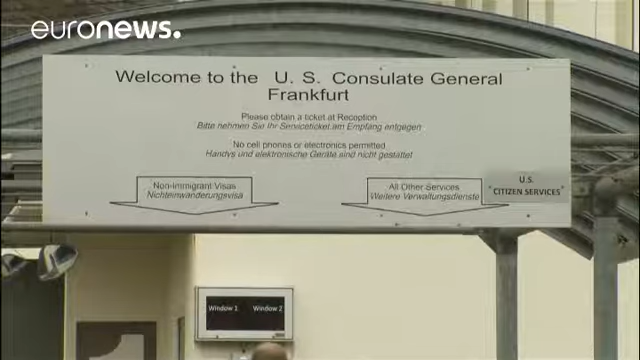 euronews.
Welcome to the U. S. Consulate General
Frankfurt
Please obtain a ticket at Reception
Bitte nehmen Sie Ihr Serviceticket am Empfang entgegen
No cell phones or electronics permitted
Handys und elektronische Geräte sind nicht gestattet
Non-Immigrant Visas
Nichteinwanderungsvisa
All Other Services
Weitere Verwaltungsdienste
U.S.
CITIZEN SERVICES
Window 1 Window 2
1